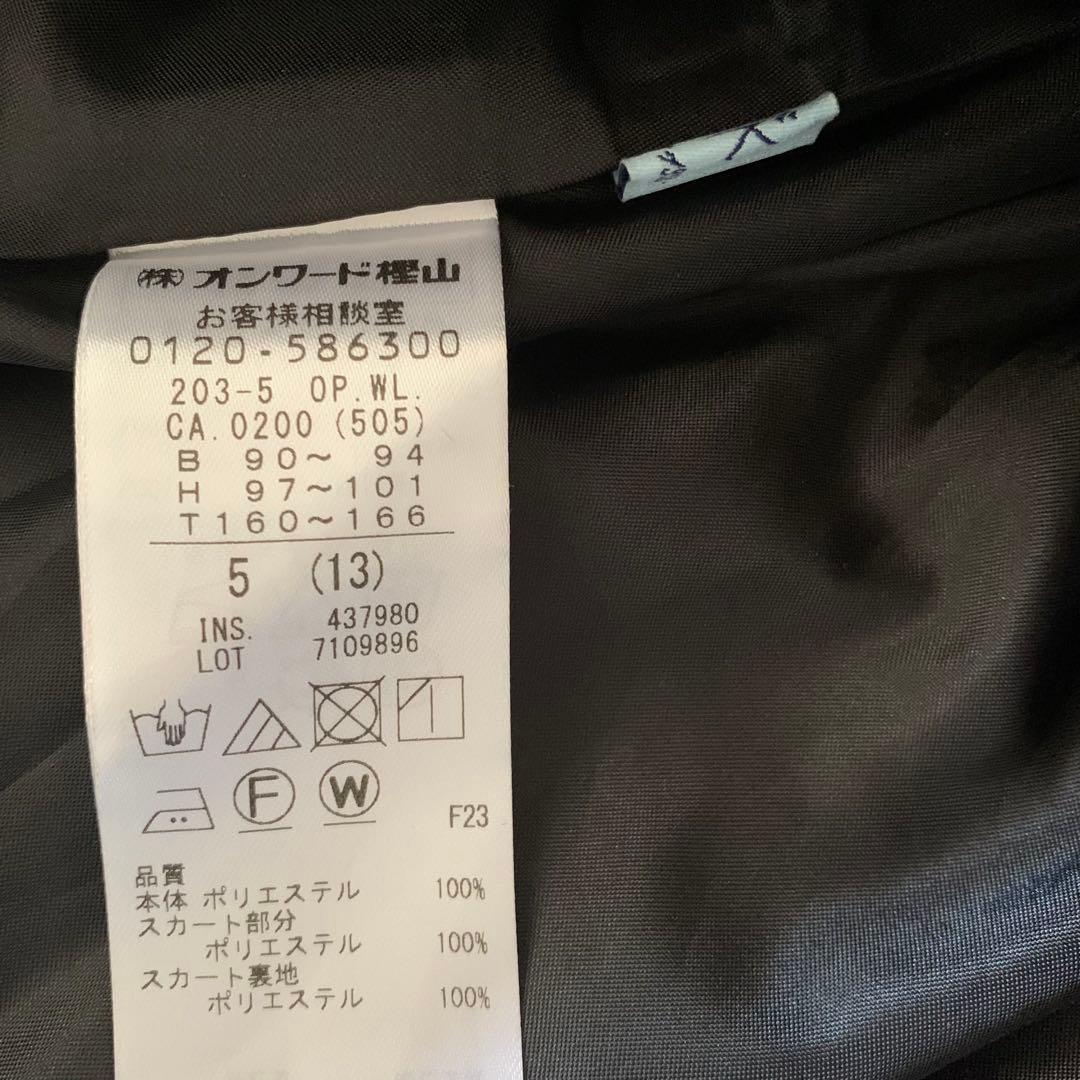 ㈱オンワード樫山
お客様相談室
0120-586300
203-5 OP.WL.
CA.0200 (505)
B 90～ 94
H 97～101
T160～166
5 (13)
INS. 437980
LOT 7109896
F W
F23
品質
本体 ポリエステル 100%
スカート部分
ポリエステル 100%
スカート裏地
ポリエステル 100%